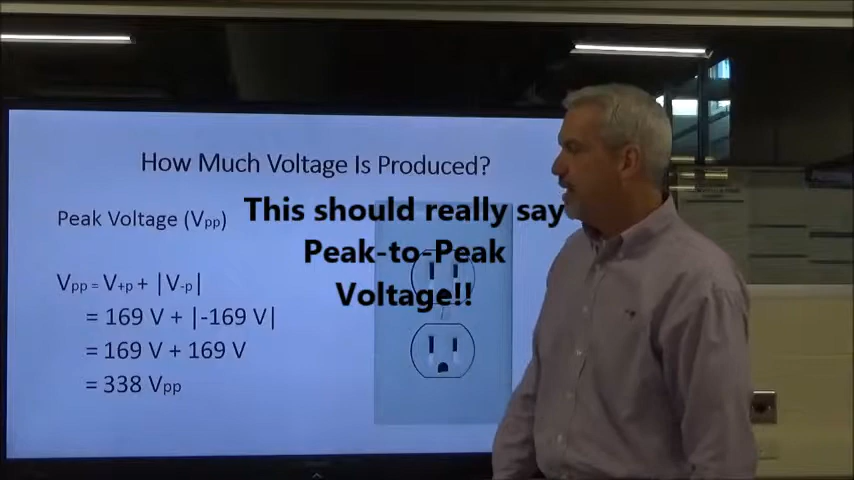 How Much Voltage Is Produced?
Peak Voltage (Vpp)
This should really say
Peak-to-Peak
Voltage!!
Vpp = V+p + |V-p|
= 169 V + |-169 V|
= 169 V + 169 V
= 338 Vpp